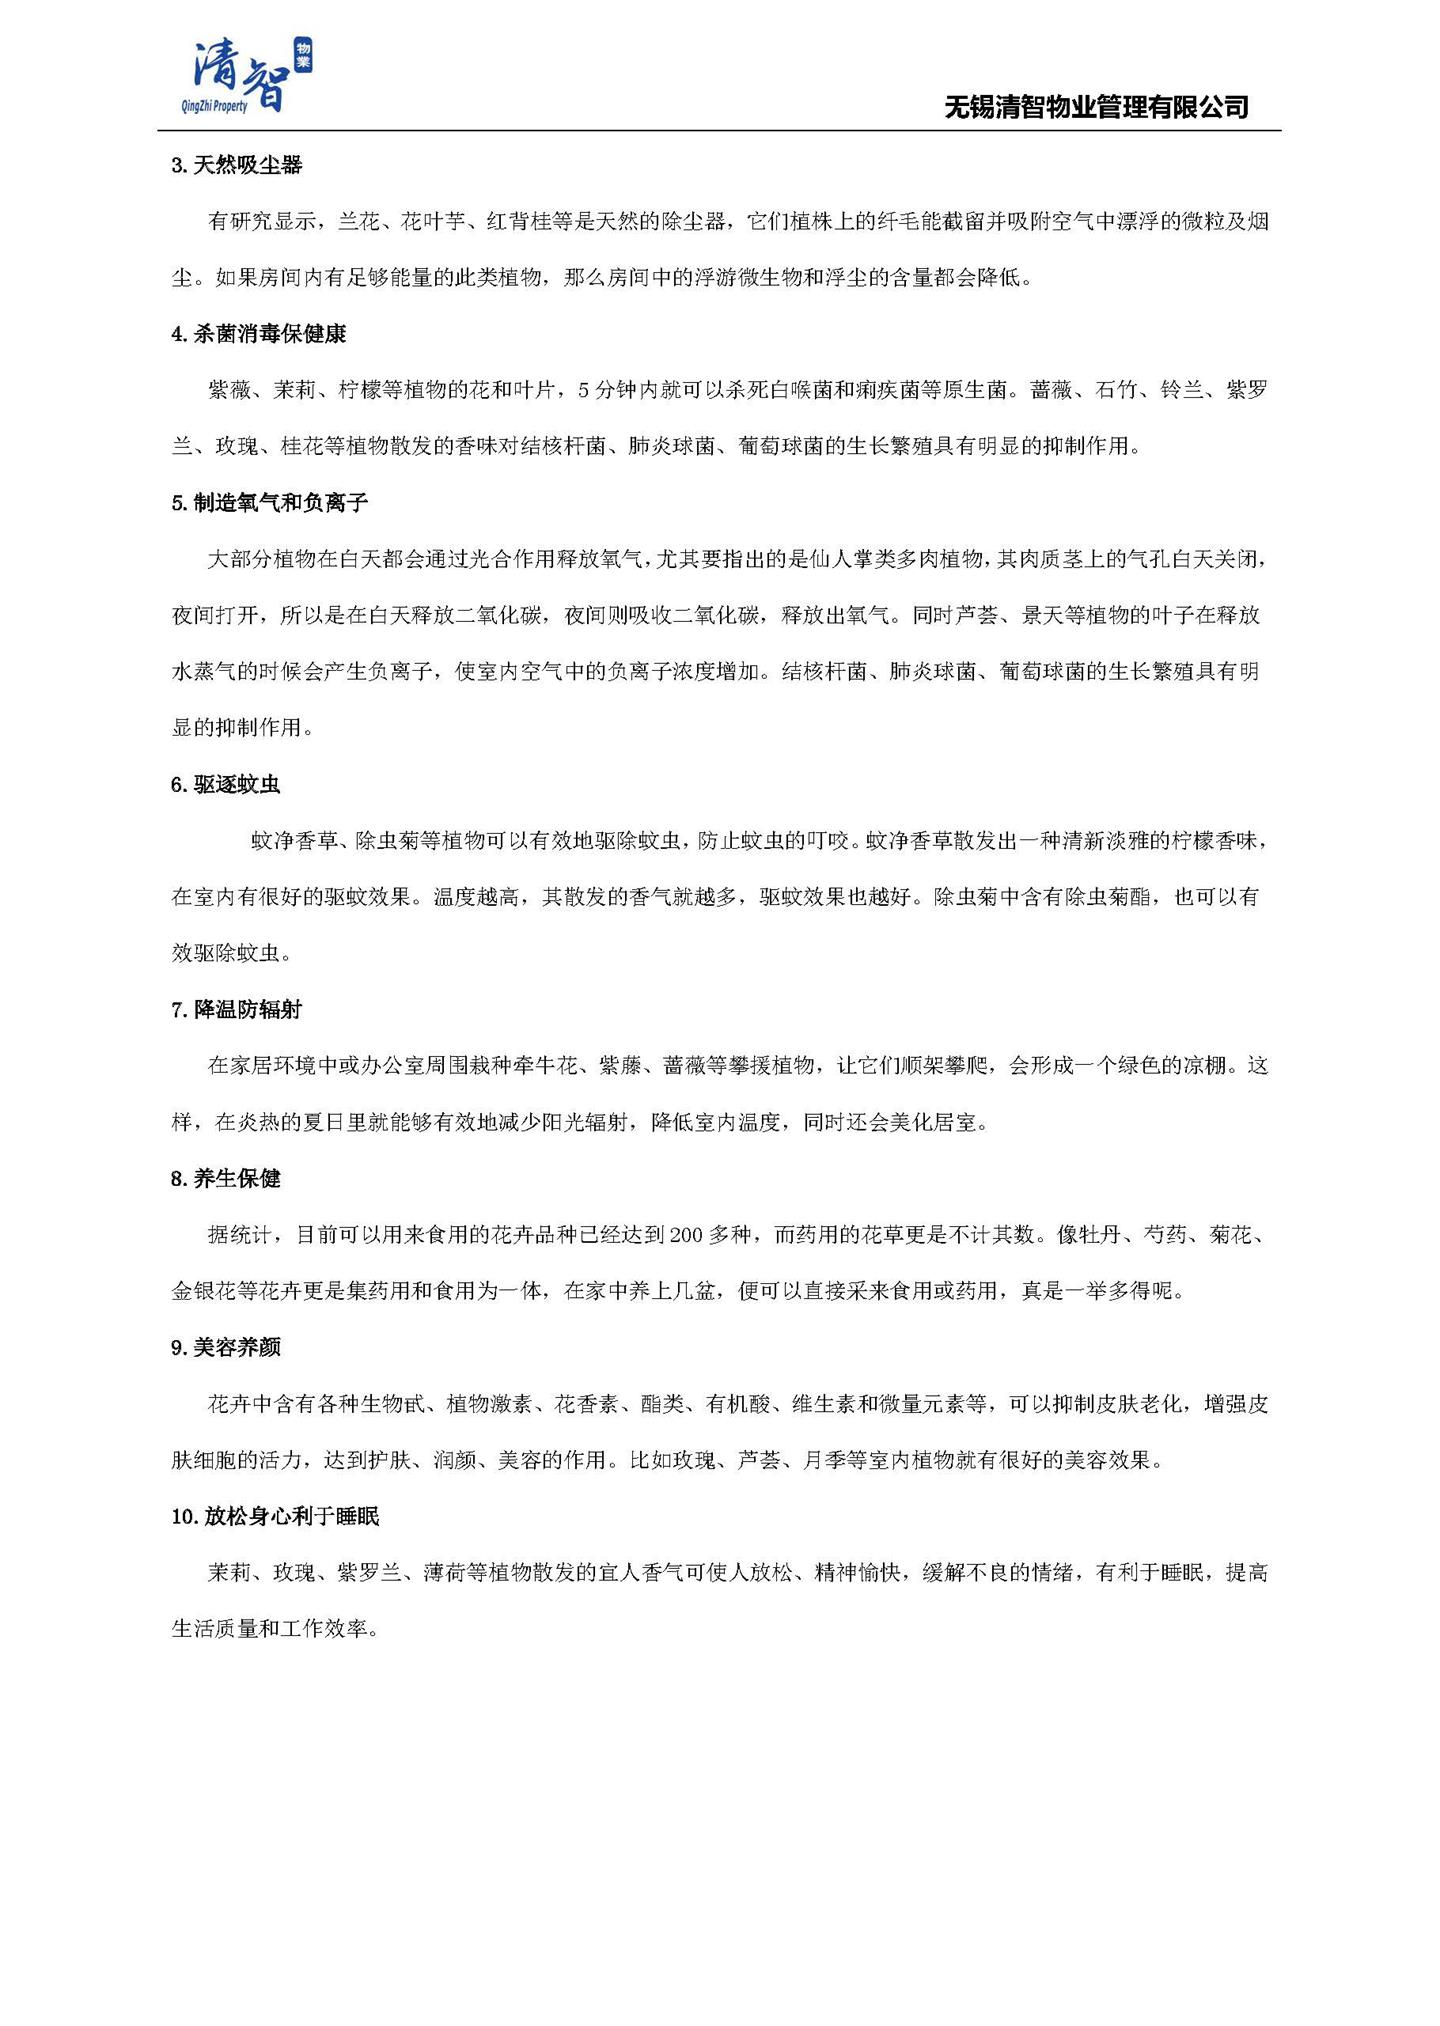 清智
物業
QingZhi Property
无锡清智物业管理有限公司
3. 天然吸尘器
有研究显示，兰花、花叶芋、红背桂等是天然的除尘器，它们植株上的纤毛能截留并吸附空气中漂浮的微粒及烟
尘。如果房间内有足够能量的此类植物，那么房间中的浮游微生物和浮尘的含量都会降低。
4. 杀菌消毒保健康
紫薇、茉莉、柠檬等植物的花和叶片，5 分钟内就可以杀死白喉菌和痢疾菌等原生菌。蔷薇、石竹、铃兰、紫罗
兰、玫瑰、桂花等植物散发的香味对结核杆菌、肺炎球菌、葡萄球菌的生长繁殖具有明显的抑制作用。
5. 制造氧气和负离子
大部分植物在白天都会通过光合作用释放氧气，尤其要指出的是仙人掌类多肉植物，其肉质茎上的气孔白天关闭，
夜间打开，所以是在白天释放二氧化碳，夜间则吸收二氧化碳，释放出氧气。同时芦荟、景天等植物的叶子在释放
水蒸气的时候会产生负离子，使室内空气中的负离子浓度增加。结核杆菌、肺炎球菌、葡萄球菌的生长繁殖具有明
显的抑制作用。
6. 驱逐蚊虫
蚊净香草、除虫菊等植物可以有效地驱除蚊虫，防止蚊虫的叮咬。蚊净香草散发出一种清新淡雅的柠檬香味，
在室内有很好的驱蚊效果。温度越高，其散发的香气就越多，驱蚊效果也越好。除虫菊中含有除虫菊酯，也可以有
效驱除蚊虫。
7. 降温防辐射
在家居环境中或办公室周围栽种牵牛花、紫藤、蔷薇等攀援植物，让它们顺架攀爬，会形成一个绿色的凉棚。这
样，在炎热的夏日里就能够有效地减少阳光辐射，降低室内温度，同时还会美化居室。
8. 养生保健
据统计，目前可以用来食用的花卉品种已经达到 200 多种，而药用的花草更是不计其数。像牡丹、芍药、菊花、
金银花等花卉更是集药用和食用为一体，在家中养上几盆，便可以直接采来食用或药用，真是一举多得呢。
9. 美容养颜
花卉中含有各种生物甙、植物激素、花香素、酯类、有机酸、维生素和微量元素等，可以抑制皮肤老化，增强皮
肤细胞的活力，达到护肤、润颜、美容的作用。比如玫瑰、芦荟、月季等室内植物就有很好的美容效果。
10. 放松身心利于睡眠
茉莉、玫瑰、紫罗兰、薄荷等植物散发的宜人香气可使人放松、精神愉快，缓解不良的情绪，有利于睡眠，提高
生活质量和工作效率。